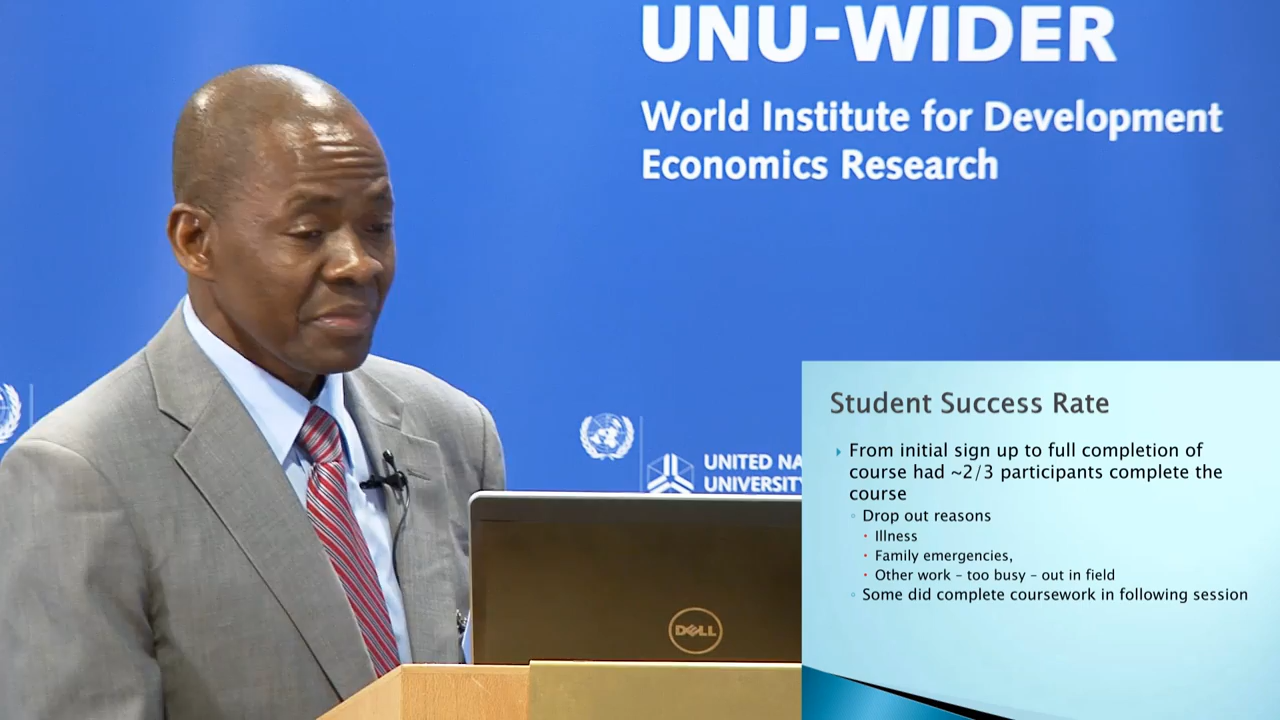 UNU-WIDER
World Institute for Development
Economics Research
UNITED NA
UNIVERSITY
DELL
Student Success Rate
From initial sign up to full completion of
course had ~2/3 participants complete the
course
Drop out reasons
Illness
Family emergencies,
Other work – too busy – out in field
Some did complete coursework in following session